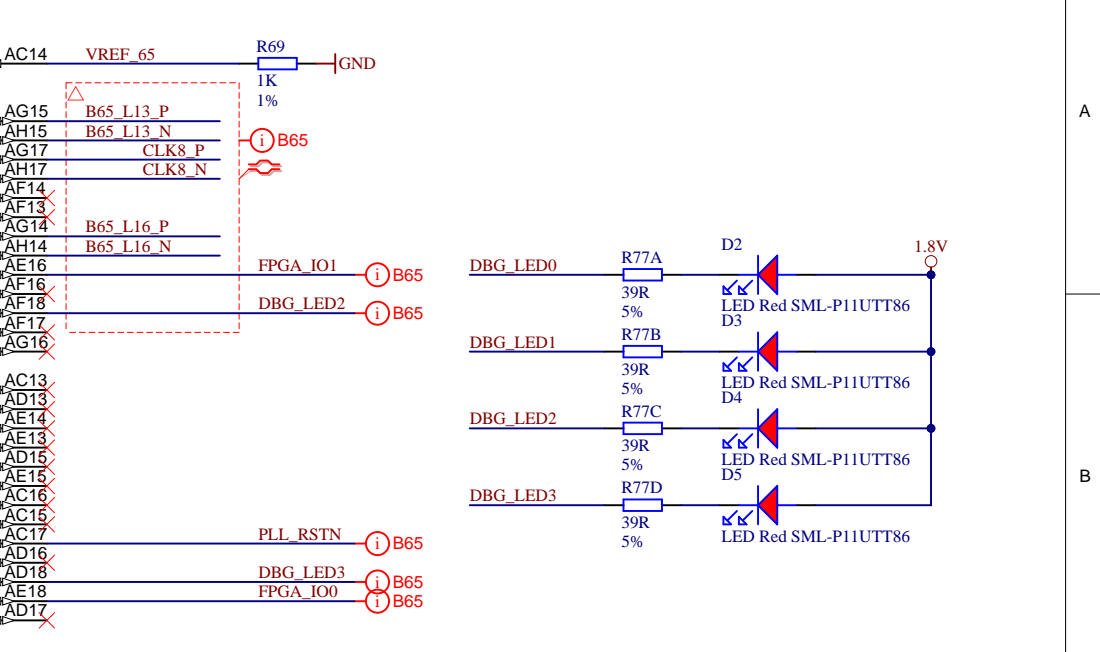 AC14 VREF_65 R69 GND
1K
1%
A
AG15 B65_L13_P
AH15 B65_L13_N i B65
AG17 CLK8_P
AH17 CLK8_N
AF14
AF13
AG14 B65_L16_P
AH14 B65_L16_N
AE16 FPGA_IO1 i B65
AF16
AF18 DBG_LED2 i B65
AF17
AG16
AC13
AD13
AE14
AE13
AD15
AE15
AC16
AC15
AC17 PLL_RSTN i B65
AD16
AD18 DBG_LED3 i B65
AE18 FPGA_IO0 i B65
AD17
1.8V
DBG_LED0 R77A D2
39R
5%
LED Red SML-P11UTT86
DBG_LED1 R77B D3
39R
5%
LED Red SML-P11UTT86
DBG_LED2 R77C D4
39R
5%
LED Red SML-P11UTT86
DBG_LED3 R77D D5
39R
5%
LED Red SML-P11UTT86
B